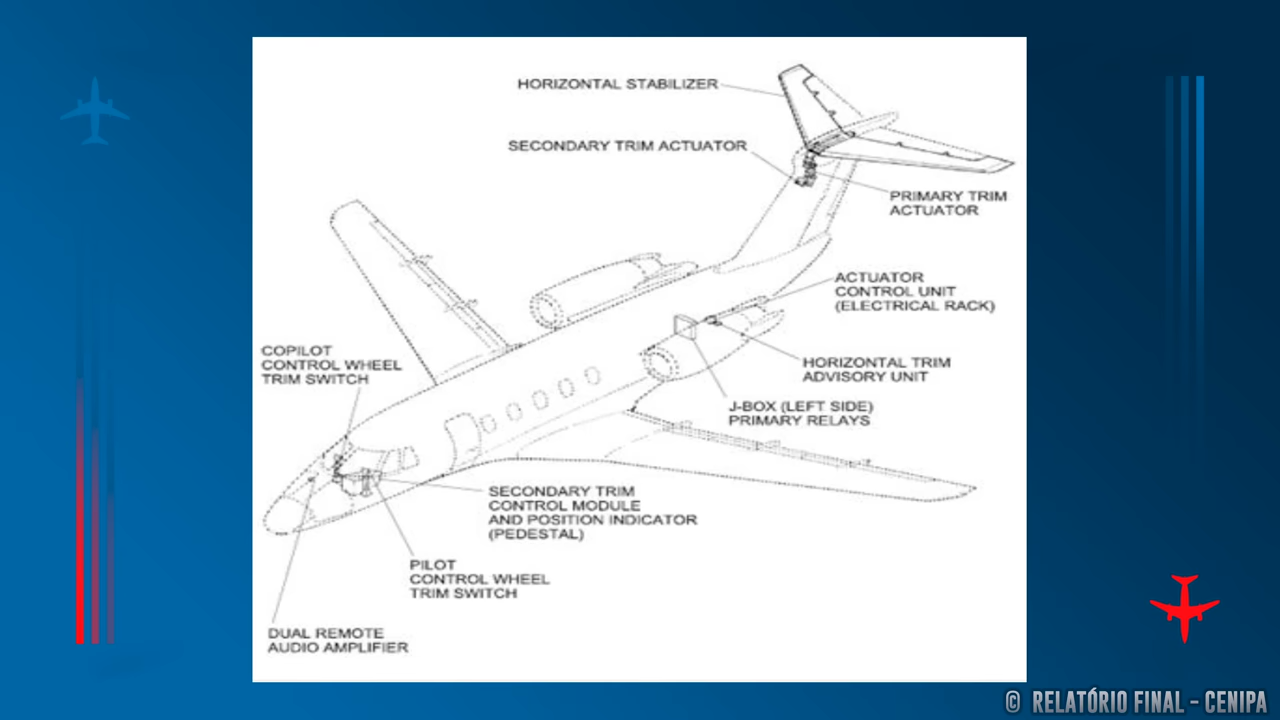 HORIZONTAL STABILIZER
SECONDARY TRIM ACTUATOR
PRIMARY TRIM
ACTUATOR
ACTUATOR
CONTROL UNIT
(ELECTRICAL RACK)
COPILOT
CONTROL WHEEL
TRIM SWITCH
HORIZONTAL TRIM
ADVISORY UNIT
J-BOX (LEFT SIDE)
PRIMARY RELAYS
SECONDARY TRIM
CONTROL MODULE
AND POSITION INDICATOR
(PEDESTAL)
PILOT
CONTROL WHEEL
TRIM SWITCH
DUAL REMOTE
AUDIO AMPLIFIER
© RELATÓRIO FINAL - CENIPA